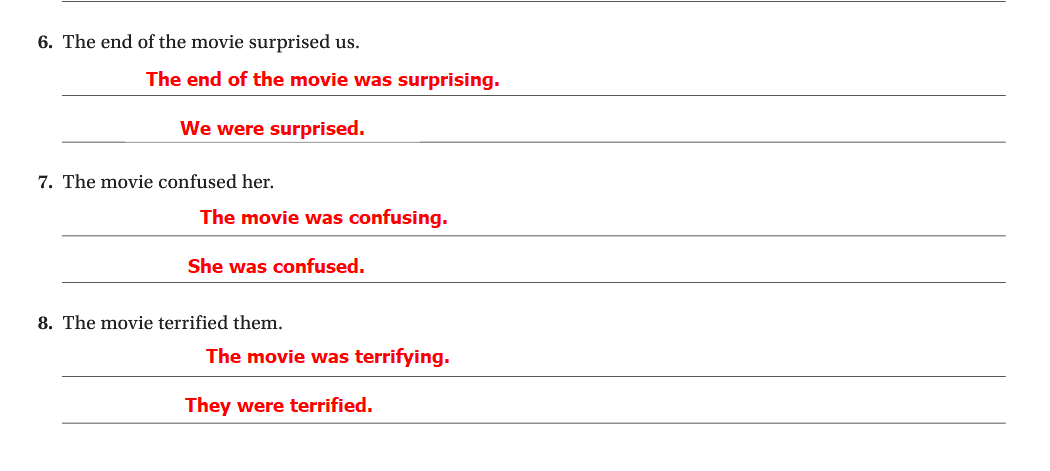 6. The end of the movie surprised us.
The end of the movie was surprising.
We were surprised.
7. The movie confused her.
The movie was confusing.
She was confused.
8. The movie terrified them.
The movie was terrifying.
They were terrified.